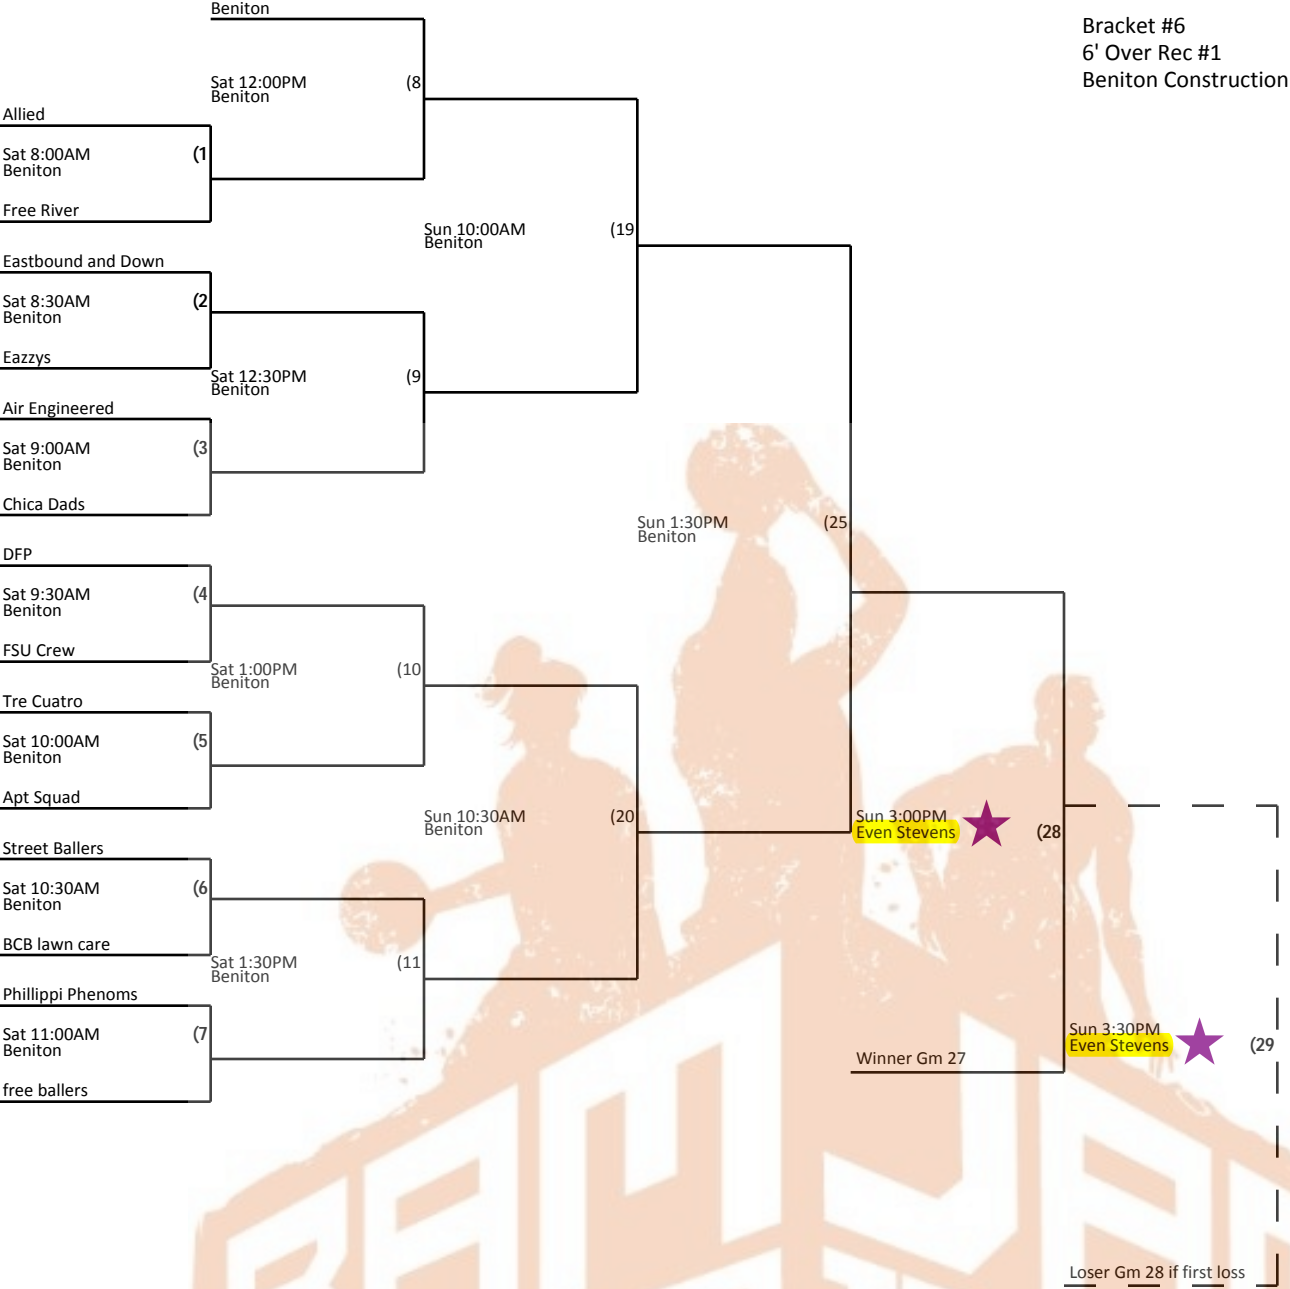 Beniton
Bracket #6
6' Over Rec #1
Beniton Construction
Sat 12:00PM (8
Beniton
Allied
Sat 8:00AM (1
Beniton
Free River
Sun 10:00AM (19
Beniton
Eastbound and Down
Sat 8:30AM (2
Beniton
Eazzys
Sat 12:30PM (9
Beniton
Air Engineered
Sat 9:00AM (3
Beniton
Chica Dads
Sun 1:30PM (25
Beniton
DFP
Sat 9:30AM (4
Beniton
FSU Crew
Sat 1:00PM (10
Beniton
Tre Cuatro
Sat 10:00AM (5
Beniton
Apt Squad
Sun 10:30AM (20
Beniton
Sun 3:00PM
Even Stevens (28
Street Ballers
Sat 10:30AM (6
Beniton
BCB lawn care
Sat 1:30PM (11
Beniton
Phillippi Phenoms
Sat 11:00AM (7
Beniton
free ballers
Sun 3:30PM
Even Stevens (29
Winner Gm 27
Loser Gm 28 if first loss